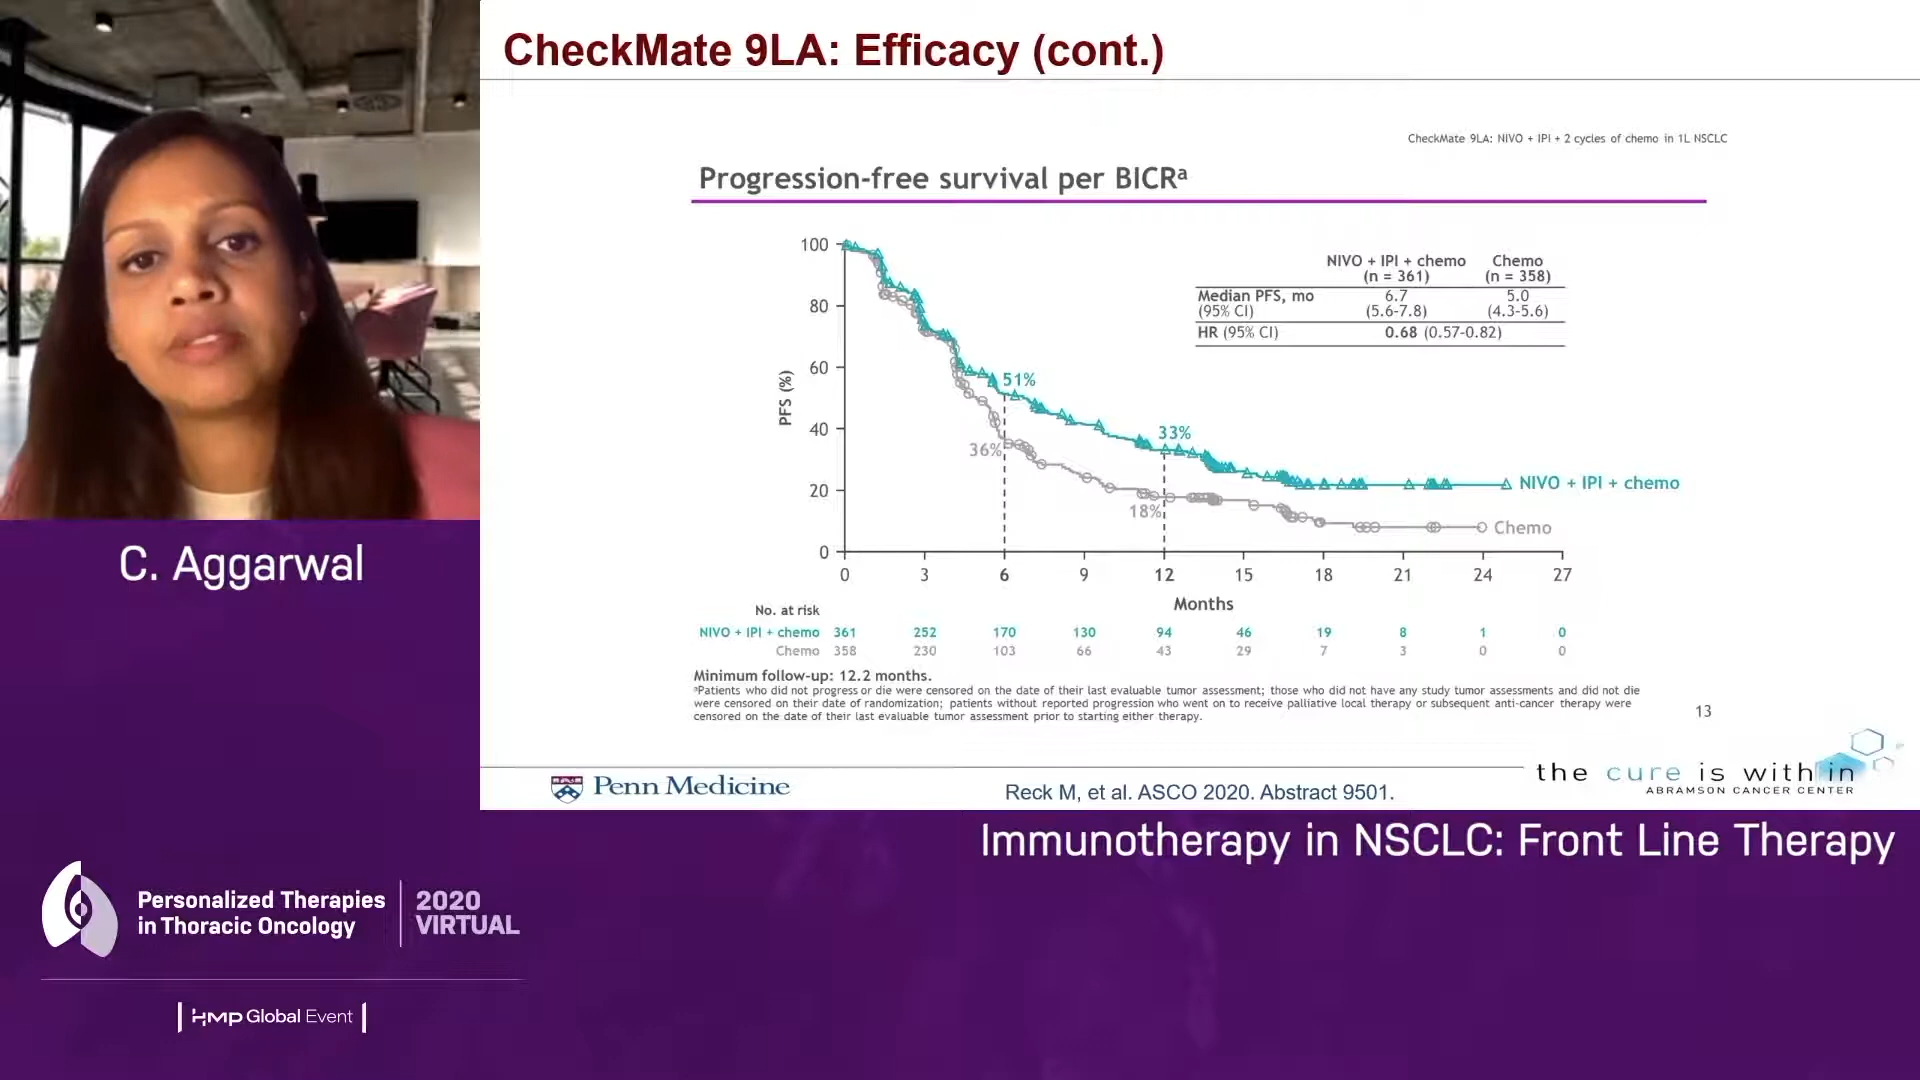 CheckMate 9LA: Efficacy (cont.)
CheckMate 9LA: NIVO + IPI + 2 cycles of chemo in 1L NSCLC
Progression-free survival per BICRᵃ
NIVO + IPI + chemo Chemo
(n = 361) (n = 358)
Median PFS, mo 6.7 5.0
(95% CI) (5.6-7.8) (4.3-5.6)
HR (95% CI) 0.68 (0.57-0.82)
PFS (%)
100
80
60
40
20
0
51%
36%
33%
18%
NIVO + IPI + chemo
Chemo
0 3 6 9 12 15 18 21 24 27
Months
No. at risk
NIVO + IPI + chemo 361 252 170 130 94 46 19 8 1 0
Chemo 358 230 103 66 43 29 7 3 0 0
Minimum follow-up: 12.2 months.
ᵃPatients who did not progress or die were censored on the date of their last evaluable tumor assessment; those who did not have any study tumor assessments and did not die
were censored on their date of randomization; patients without reported progression who went on to receive palliative local therapy or subsequent anti-cancer therapy were
censored on the date of their last evaluable tumor assessment prior to starting either therapy.
13
Penn Medicine
Reck M, et al. ASCO 2020. Abstract 9501.
the cure is within
ABRAMSON CANCER CENTER
C. Aggarwal
Immunotherapy in NSCLC: Front Line Therapy
Personalized Therapies
in Thoracic Oncology
2020
VIRTUAL
HMP Global Event